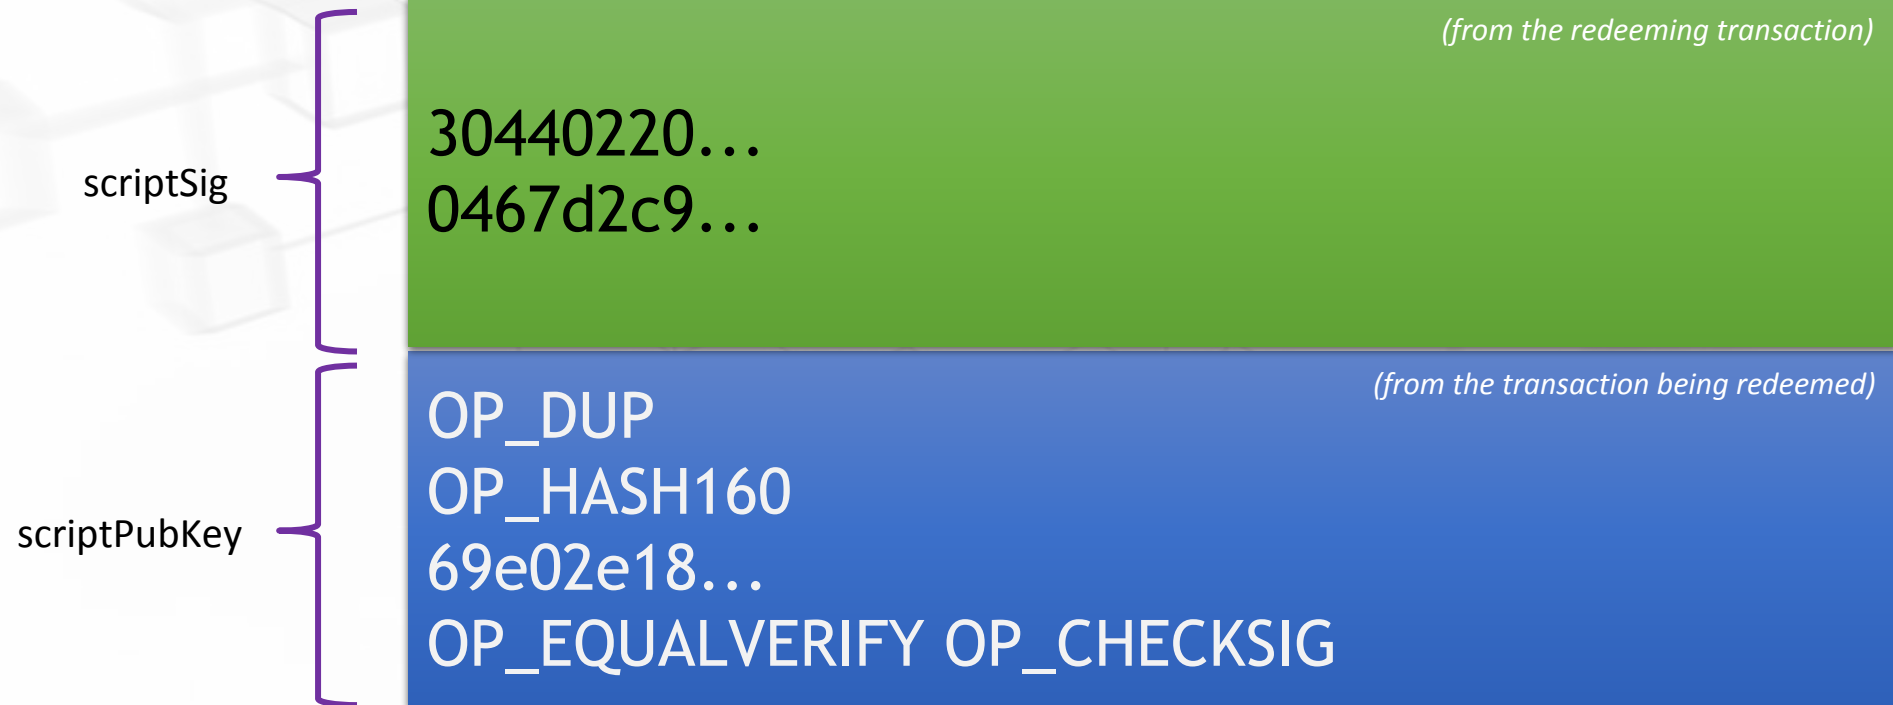 (from the redeeming transaction)
30440220...
scriptSig
0467d2c9...
(from the transaction being redeemed)
OP_DUP
OP_HASH160
scriptPubKey
69e02e18...
OP_EQUALVERIFY OP_CHECKSIG